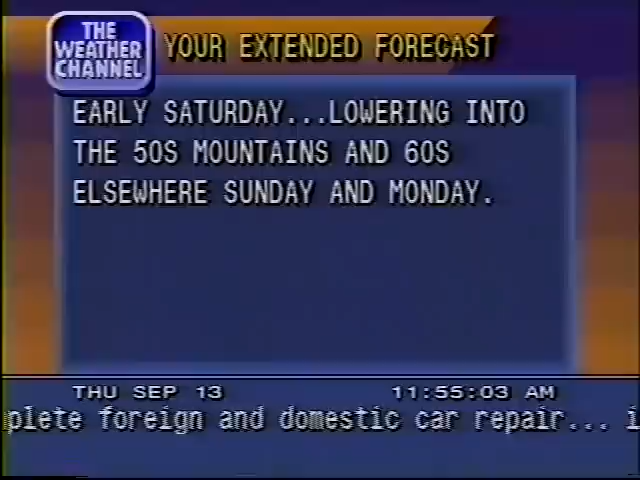 THE
WEATHER
CHANNEL
YOUR EXTENDED FORECAST
EARLY SATURDAY...LOWERING INTO
THE 50S MOUNTAINS AND 60S
ELSEWHERE SUNDAY AND MONDAY.
THU SEP 13 11:55:03 AM
plete foreign and domestic car repair... i